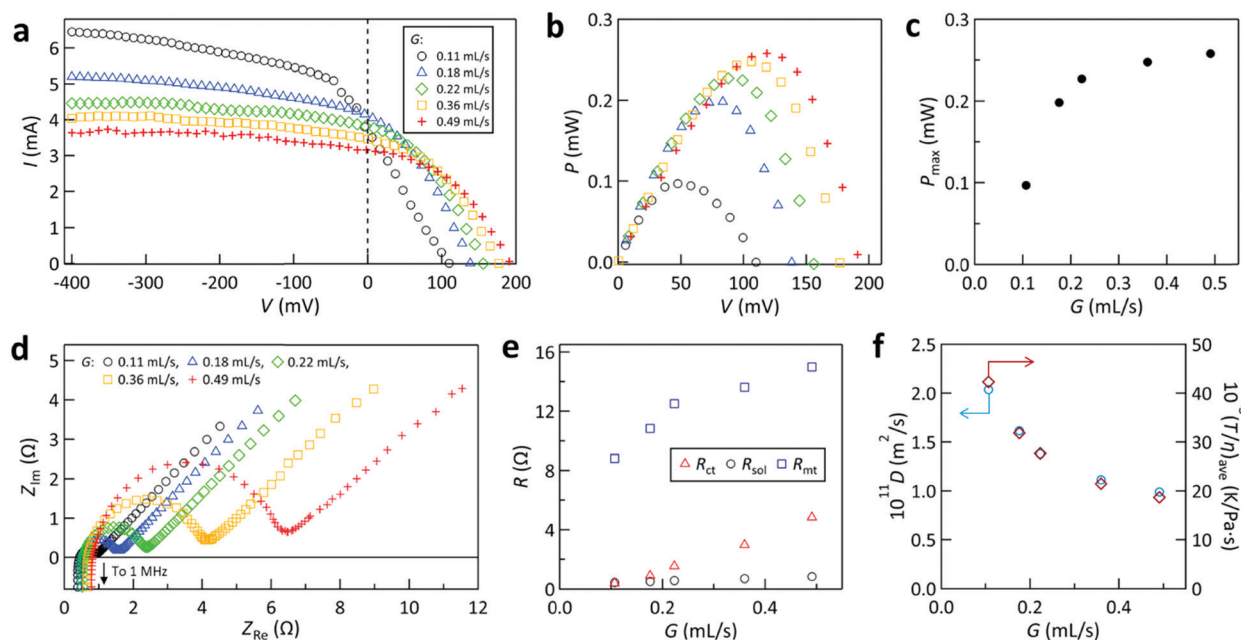 a
I (mA)
6
5
4
3
2
1
0
-400
-300
-200
-100
0
100
200
V (mV)
G:
0.11 mL/s
0.18 mL/s
0.22 mL/s
0.36 mL/s
0.49 mL/s
b
P (mW)
0.3
0.2
0.1
0.0
0
50
100
150
200
V (mV)
c
Pmax (mW)
0.3
0.2
0.1
0.0
0.0
0.1
0.2
0.3
0.4
0.5
G (mL/s)
d
G: 0.11 mL/s, 0.18 mL/s, 0.22 mL/s,
0.36 mL/s, 0.49 mL/s
ZIm (Ω)
5
4
3
2
1
0
To 1 MHz
0
2
4
6
8
10
12
ZRe (Ω)
e
R (Ω)
16
12
8
4
0
Rct Rsol Rmt
0.0
0.2
0.4
G (mL/s)
f
10¹¹ D (m²/s)
2.5
2.0
1.5
1.0
0.0
50
40
30
20
10
0
(T/η)ave (K/Pa·s)
0.0
0.2
0.4
0.6
G (mL/s)